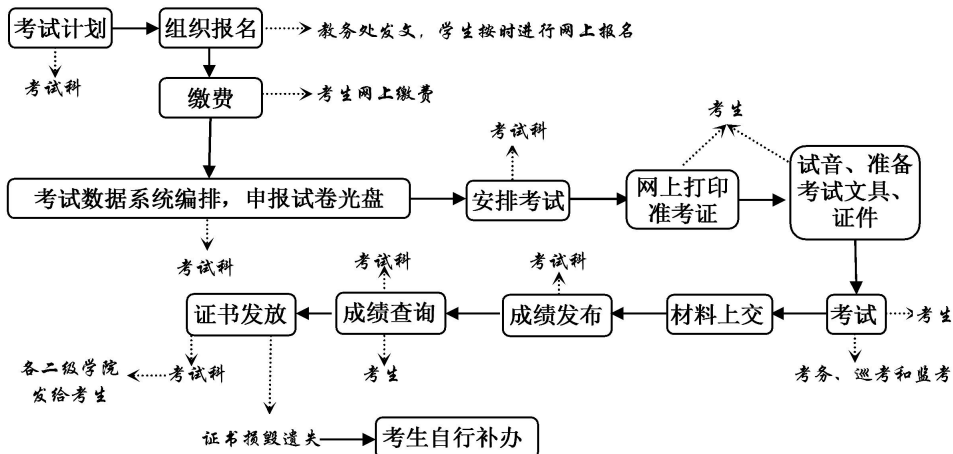 考试计划
组织报名
教务处发文，学生按时进行网上报名
考试科
缴费
考生网上缴费
考试科
考生
考试数据系统编排，申报试卷光盘
安排考试
网上打印
准考证
试音、准备
考试文具、
证件
考试科
考试科
考试科
证书发放
成绩查询
成绩发布
材料上交
考试
考生
各二级学院
发给考生
考试科
考生
考务、巡考和监考
证书损毁遗失
考生自行补办